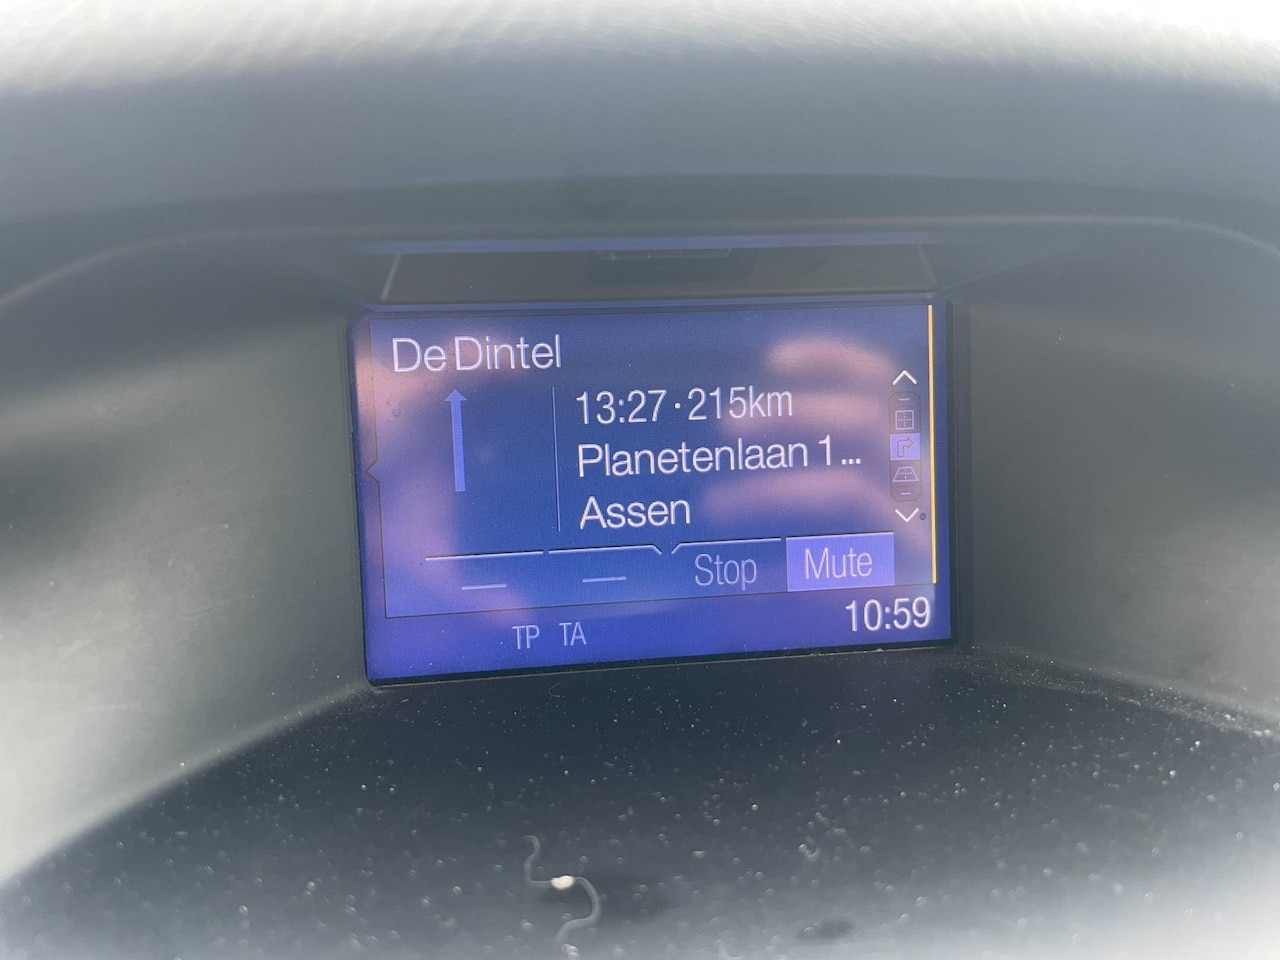 De Dintel
13:27·215km
Planetenlaan 1...
Assen
Stop
Mute
10:59
TP TA